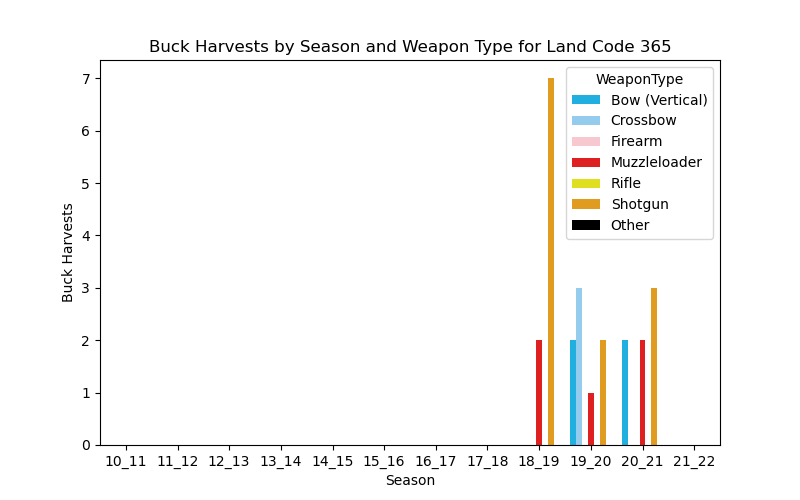 Buck Harvests by Season and Weapon Type for Land Code 365
WeaponType
Bow (Vertical)
Crossbow
Firearm
Muzzleloader
Rifle
Shotgun
Other
Buck Harvests
7
6
5
4
3
2
1
0
10_11 11_12 12_13 13_14 14_15 15_16 16_17 17_18 18_19 19_20 20_21 21_22
Season